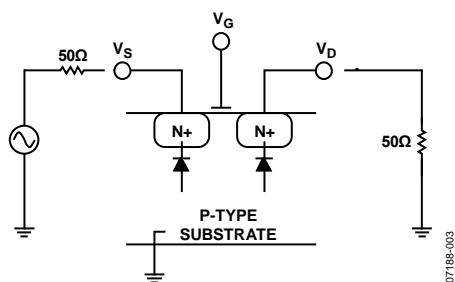 V_G
V_S
V_D
50Ω
N+
N+
50Ω
P-TYPE
SUBSTRATE
07188-003